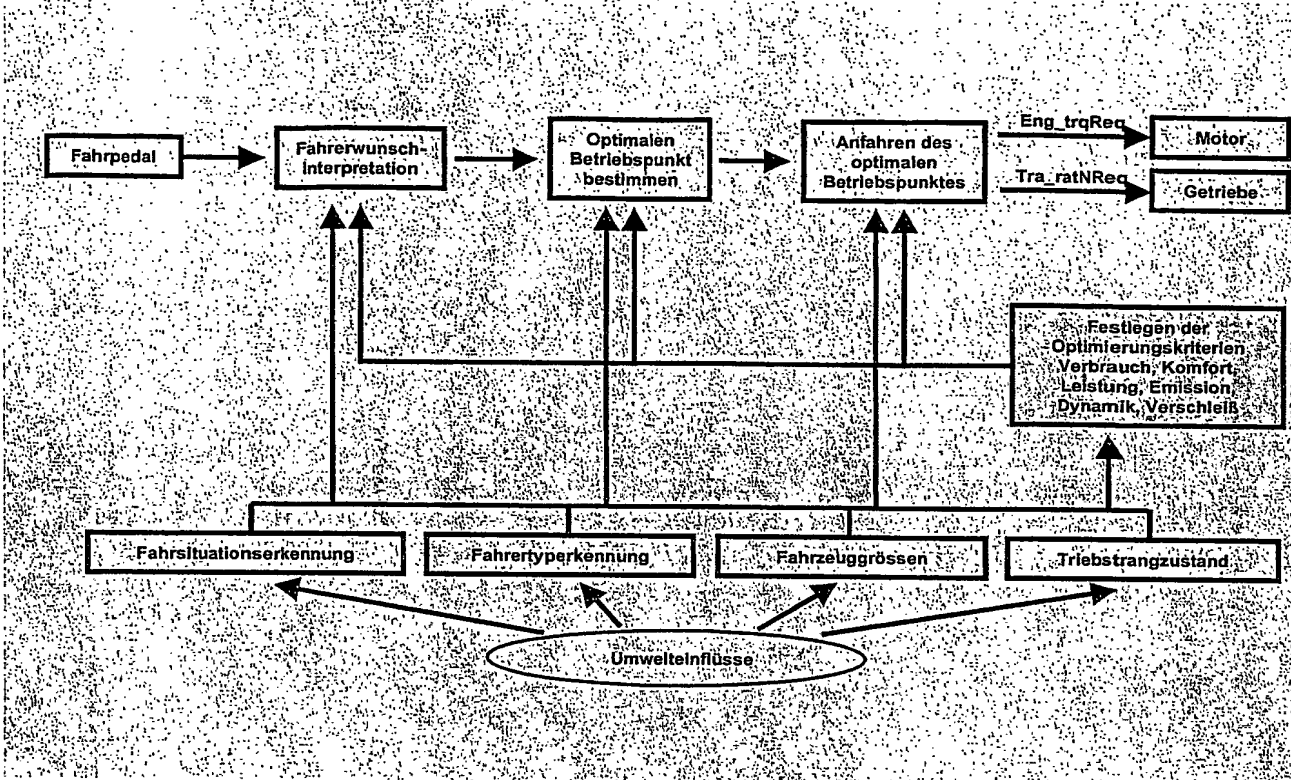 Fahrpedal
Fahrerwunsch-
interpretation
Optimalen
Betriebspunkt
bestimmen
Anfahren des
optimalen
Betriebspunktes
Eng_trqReq
Motor
Tra_ratNReq
Getriebe
Festlegen der
Optimierungskriterien
Verbrauch, Komfort,
Leistung, Emission
Dynamik, Verschleiß
Fahrsituationserkennung
Fahrertyperkennung
Fahrzeuggrössen
Triebstrangzustand
Umwelteinflüsse